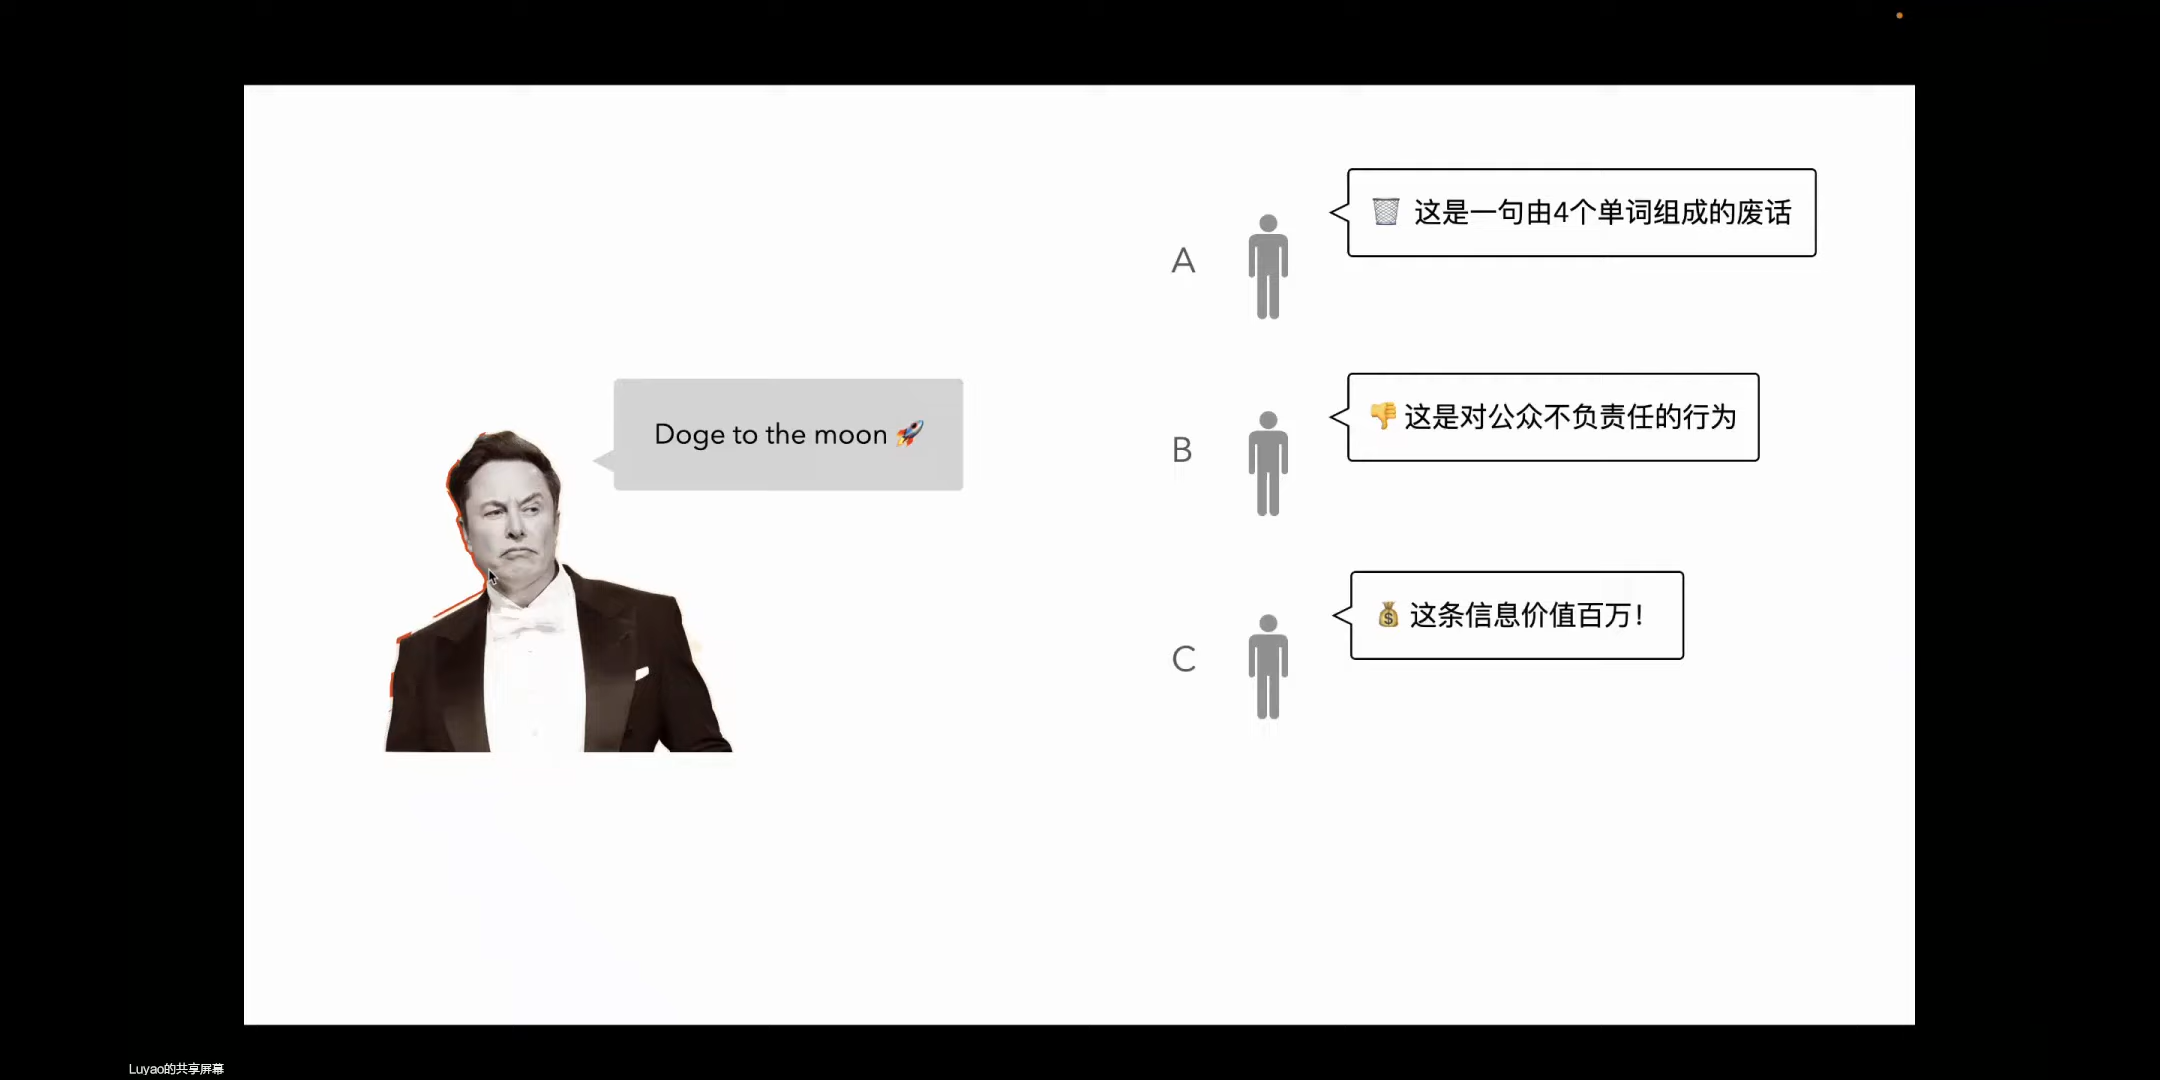 Doge to the moon 🚀
A
🗑️ 这是一句由4个单词组成的废话
B
👎 这是对公众不负责任的行为
C
💰 这条信息价值百万！
Luyao的共享屏幕